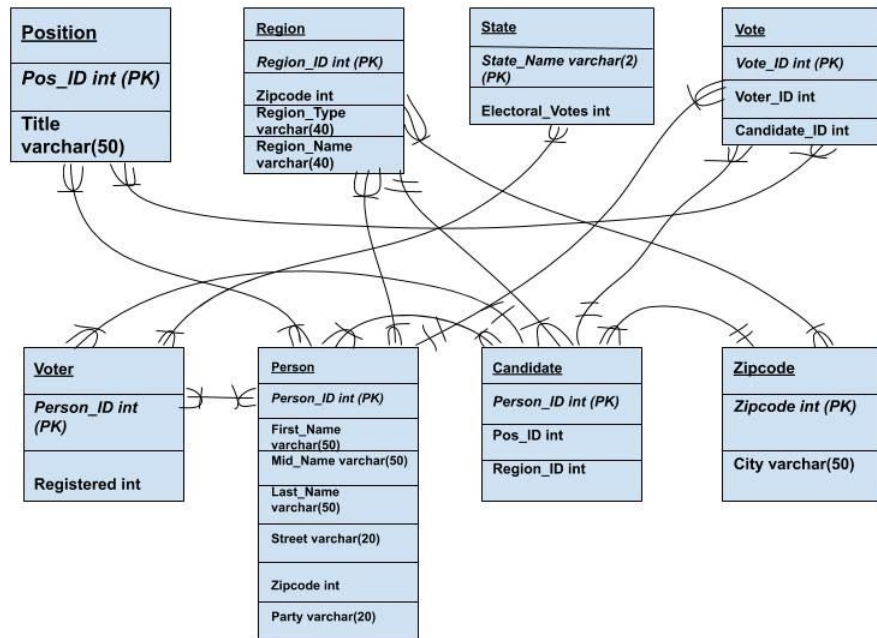 Position
Pos_ID int (PK)
Title
varchar(50)
Region
Region_ID int (PK)
Zipcode int
Region_Type
varchar(40)
Region_Name
varchar(40)
State
State_Name varchar(2)
(PK)
Electoral_Votes int
Vote
Vote_ID int (PK)
Voter_ID int
Candidate_ID int
Voter
Person_ID int
(PK)
Registered int
Person
Person_ID int (PK)
First_Name
varchar(50)
Mid_Name varchar(50)
Last_Name
varchar(50)
Street varchar(20)
Zipcode int
Party varchar(20)
Candidate
Person_ID int (PK)
Pos_ID int
Region_ID int
Zipcode
Zipcode int (PK)
City varchar(50)